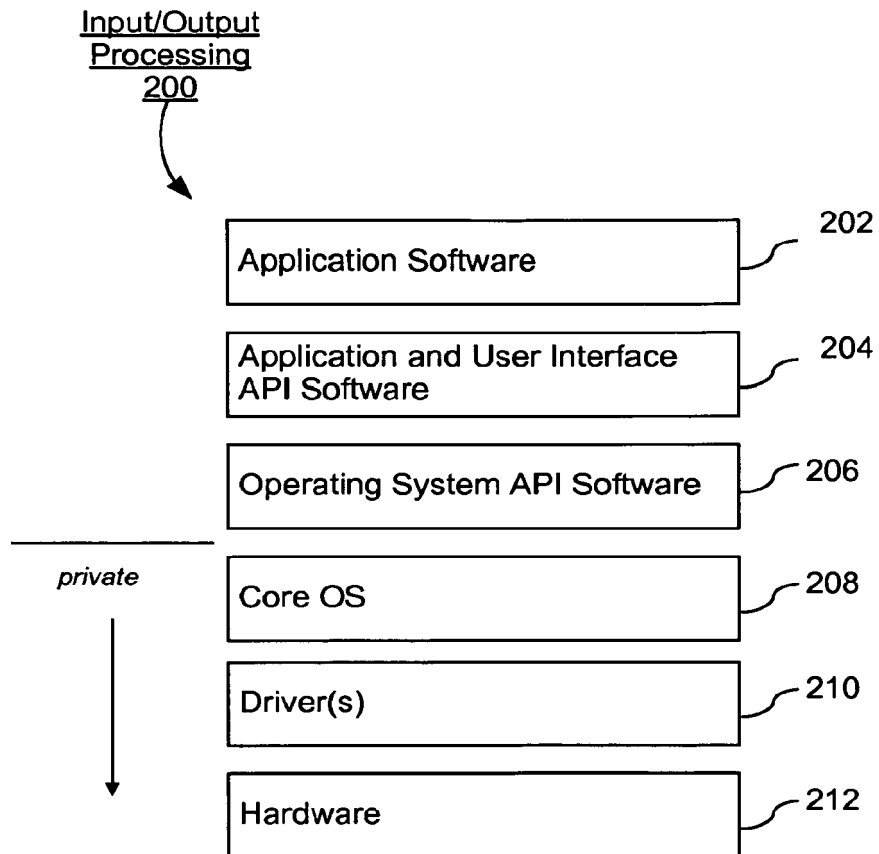 Input/Output
Processing
200
202
Application Software
204
Application and User Interface
API Software
206
Operating System API Software
private
208
Core OS
210
Driver(s)
212
Hardware